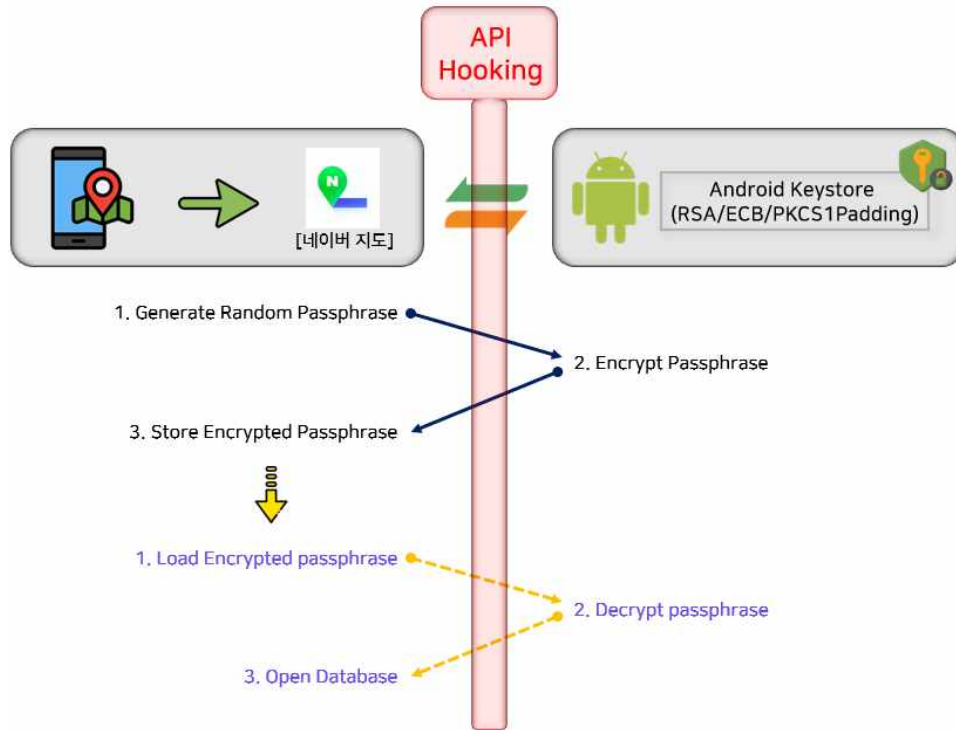 API
Hooking
N
[네이버 지도]
Android Keystore
(RSA/ECB/PKCS1Padding)
1. Generate Random Passphrase
2. Encrypt Passphrase
3. Store Encrypted Passphrase
1. Load Encrypted passphrase
2. Decrypt passphrase
3. Open Database